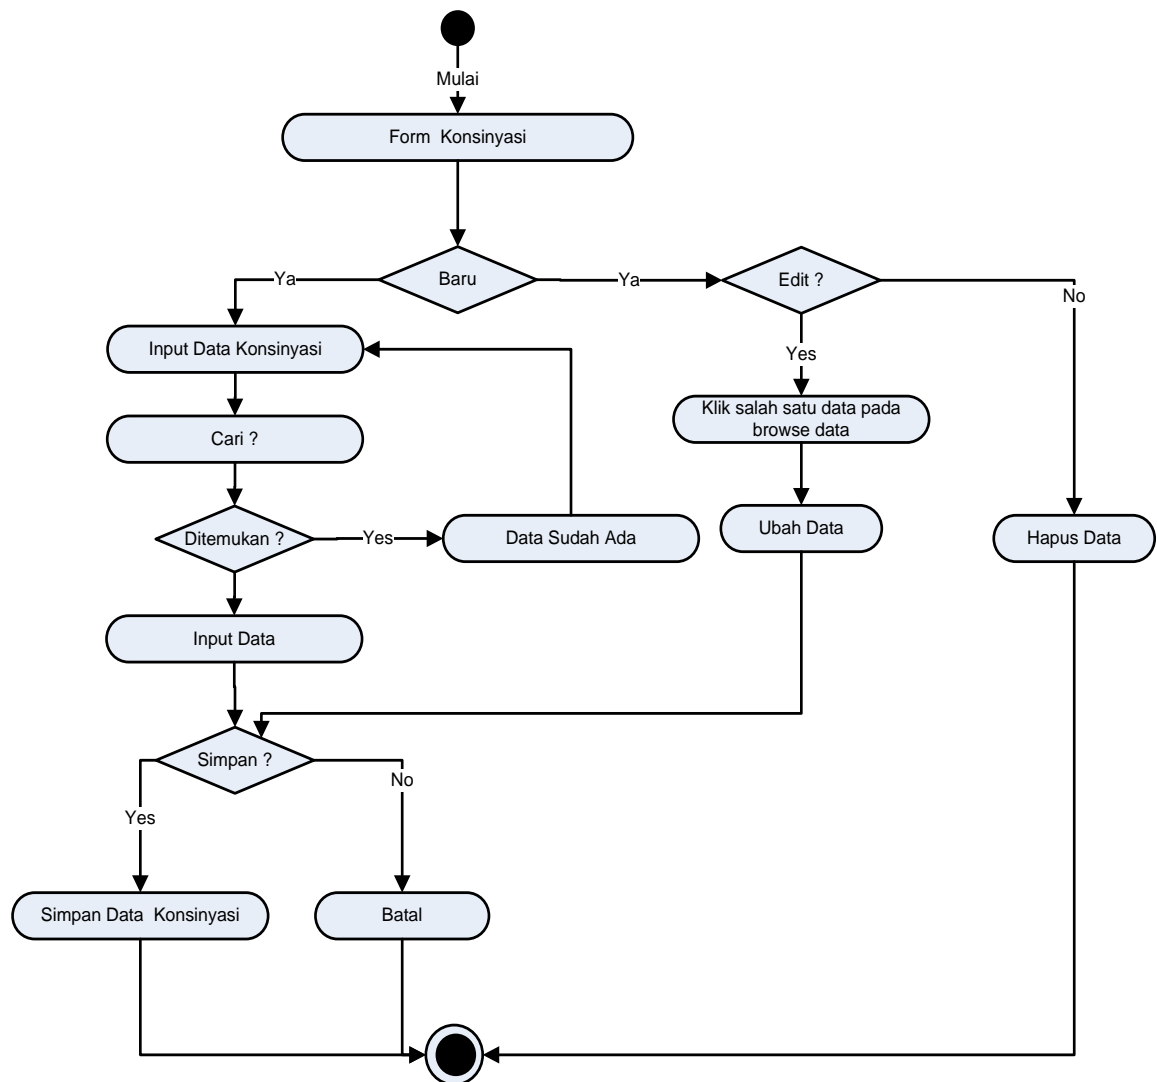 Mulai
Form Konsinyasi
Baru
Ya
Ya
Edit ?
No
Input Data Konsinyasi
Yes
Klik salah satu data pada
browse data
Cari ?
Ditemukan ?
Yes
Data Sudah Ada
Ubah Data
Hapus Data
Input Data
Simpan ?
No
Yes
Simpan Data Konsinyasi
Batal